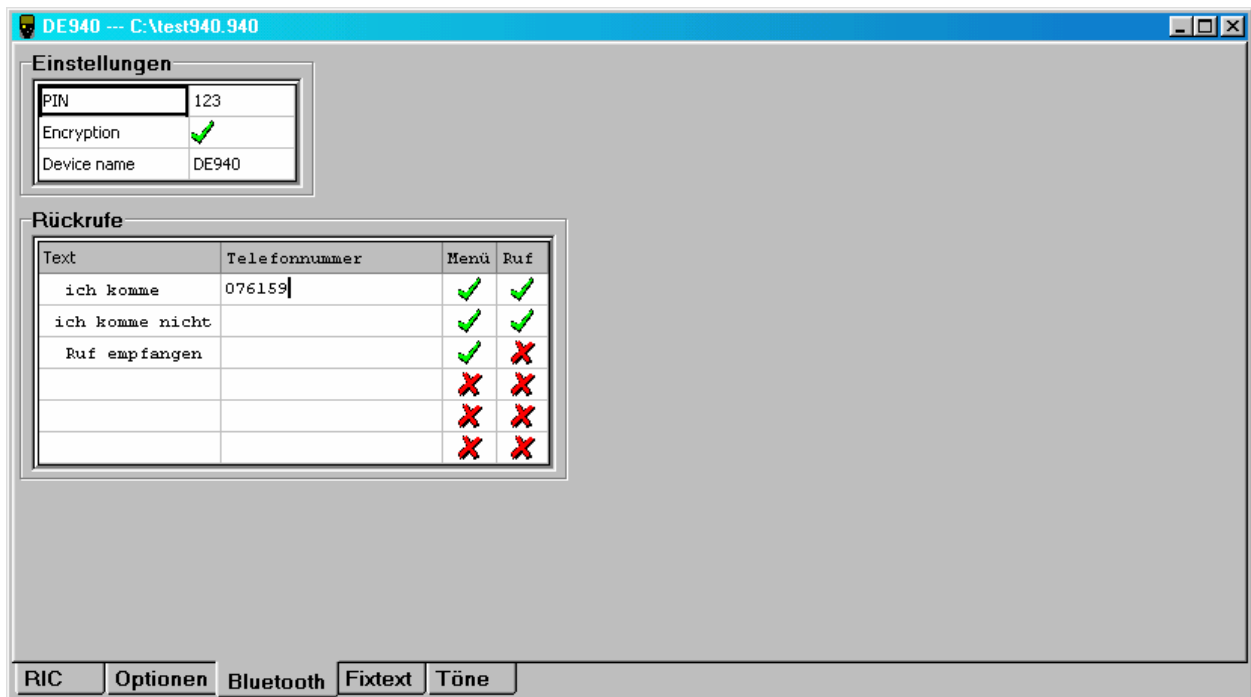 DE940 --- C:\test940.940
Einstellungen
PIN 123
Encryption
Device name DE940
Rückrufe
Text Telefonnummer Menü Ruf
ich komme 076159
ich komme nicht
Ruf empfangen
RIC Optionen Bluetooth Fixtext Töne